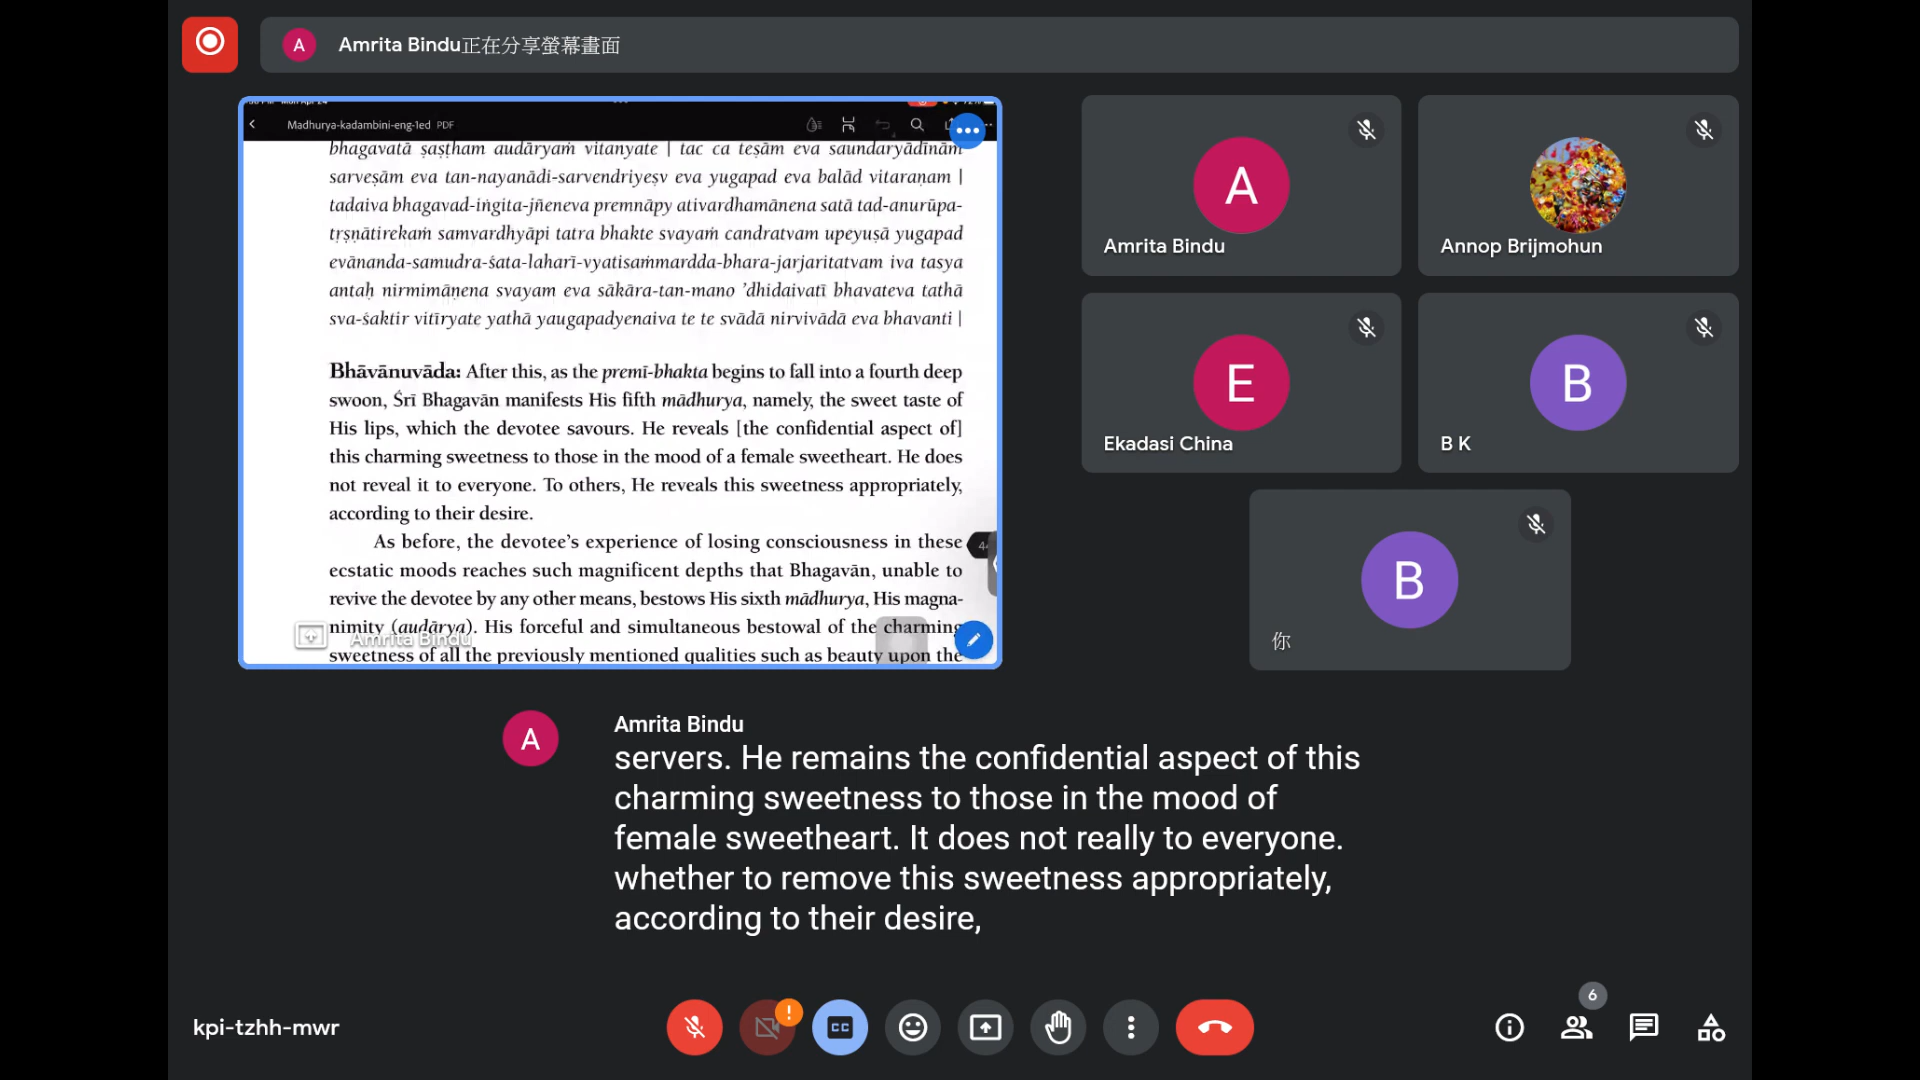 A
Amrita Bindu正在分享螢幕畫面
Madhurya-kadambini-eng-1ed PDF
bhagavatā ṣaṣṭham audāryaṁ vitanyate | tac ca teṣām eva saundaryādīnāṁ
sarveṣām eva tan-nayanādi-sarvendriyeṣv eva yugapad eva balād vitaraṇam |
tadaiva bhagavad-iṅgita-jñeneva premnāpy ativardhamānena satā tad-anurūpa-
tṛṣṇātirekaṁ samvardhyāpi tatra bhakte svayaṁ candratvam upeyuṣā yugapad
evānanda-samudra-śata-laharī-vyatisaṁmardda-bhara-jarjaritatvam iva tasya
antaḥ nirmimāṇena svayam eva sākāra-tan-mano 'dhidaivatī bhavateva tathā
sva-śaktir vitīryate yathā yaugapadyenaiva te te svādā nirvivādā eva bhavanti |
Bhāvānuvāda: After this, as the premī-bhakta begins to fall into a fourth deep
swoon, Śrī Bhagavān manifests His fifth mādhurya, namely, the sweet taste of
His lips, which the devotee savours. He reveals [the confidential aspect of]
this charming sweetness to those in the mood of a female sweetheart. He does
not reveal it to everyone. To others, He reveals this sweetness appropriately,
according to their desire.
As before, the devotee's experience of losing consciousness in these
ecstatic moods reaches such magnificent depths that Bhagavān, unable to
revive the devotee by any other means, bestows His sixth mādhurya, His magna-
nimity (audārya). His forceful and simultaneous bestowal of the charming
sweetness of all the previously mentioned qualities such as beauty upon the
Amrita Bindu
A
Amrita Bindu
Annop Brijmohun
E
Ekadasi China
B
B K
B
你
A
Amrita Bindu
servers. He remains the confidential aspect of this
charming sweetness to those in the mood of
female sweetheart. It does not really to everyone.
whether to remove this sweetness appropriately,
according to their desire,
kpi-tzhh-mwr
!
CC
6